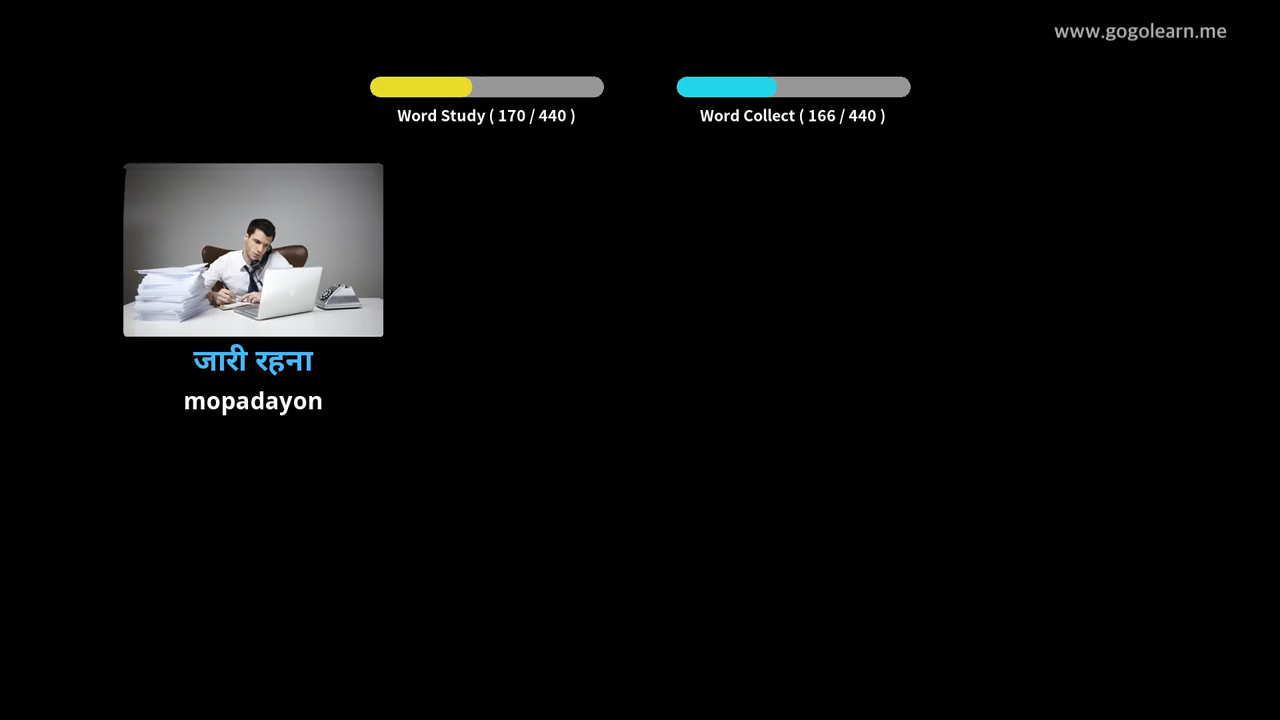 www.gogolearn.me
Word Study ( 170 / 440 )
Word Collect ( 166 / 440 )
जारी रहना
mopadayon